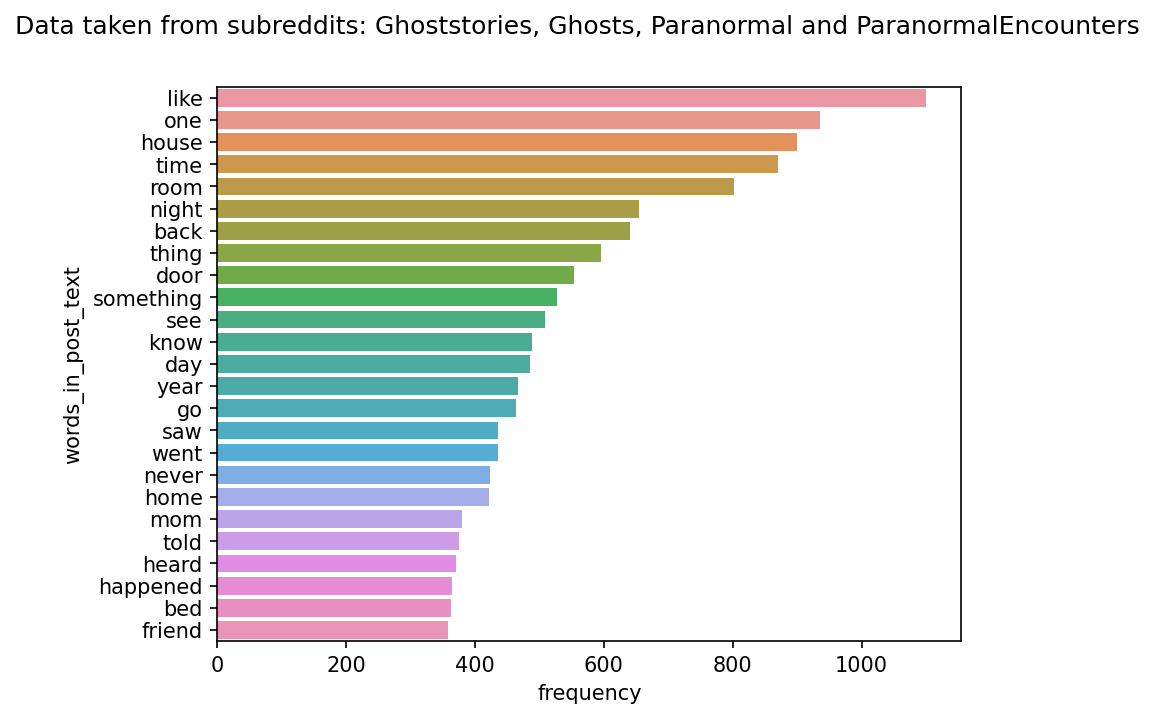 Data taken from subreddits: Ghoststories, Ghosts, Paranormal and ParanormalEncounters
words_in_post_text
like
one
house
time
room
night
back
thing
door
something
see
know
day
year
go
saw
went
never
home
mom
told
heard
happened
bed
friend
0 200 400 600 800 1000
frequency